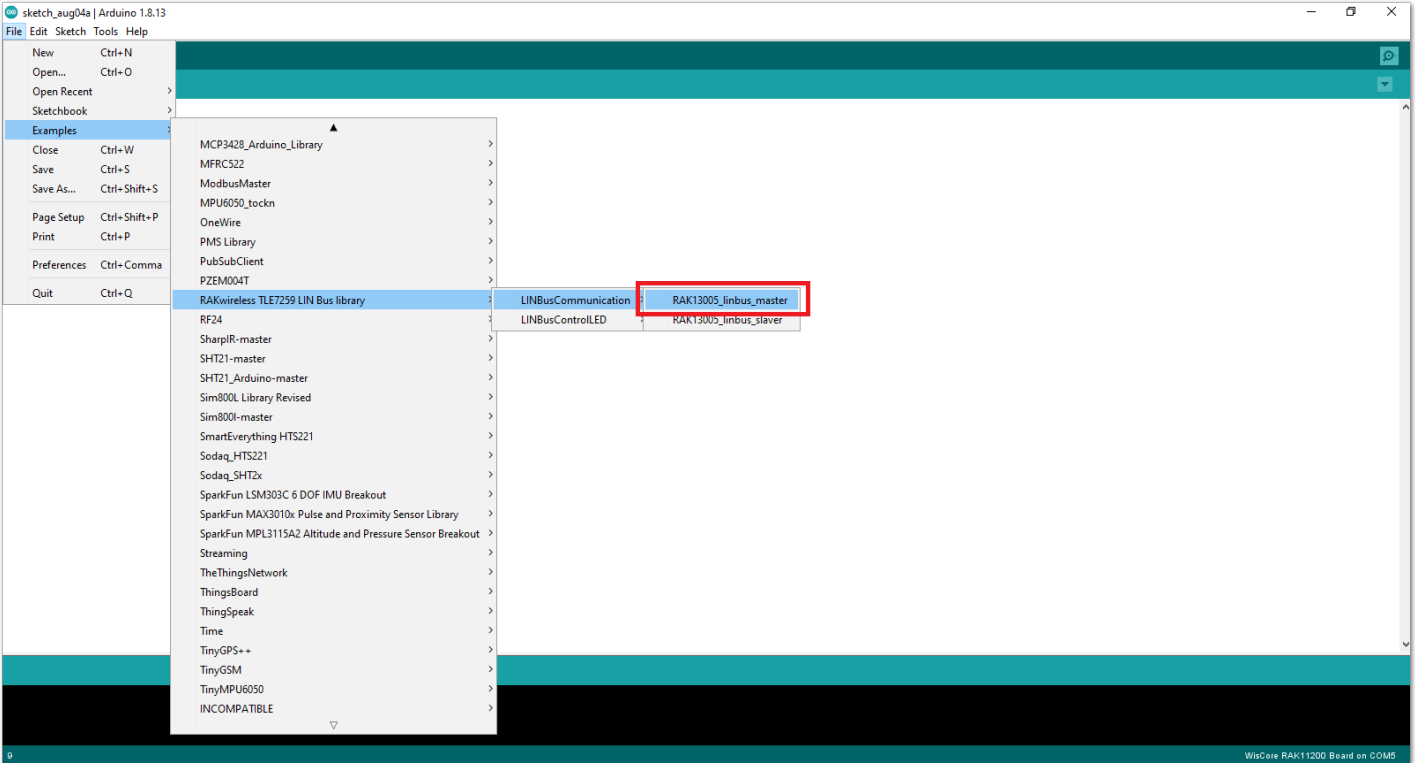 sketch_aug04a | Arduino 1.8.13
File Edit Sketch Tools Help
New Ctrl+N
Open... Ctrl+O
Open Recent
Sketchbook
Examples
Close Ctrl+W
Save Ctrl+S
Save As... Ctrl+Shift+S
Page Setup Ctrl+Shift+P
Print Ctrl+P
Preferences Ctrl+Comma
Quit Ctrl+Q
MCP3428_Arduino_Library
MFRC522
ModbusMaster
MPU6050_tockn
OneWire
PMS Library
PubSubClient
PZEM004T
RAKwireless TLE7259 LIN Bus library
RF24
SharpIR-master
SHT21-master
SHT21_Arduino-master
Sim800L Library Revised
Sim800l-master
SmartEverything HTS221
Sodaq_HTS221
Sodaq_SHT2x
SparkFun LSM303C 6 DOF IMU Breakout
SparkFun MAX3010x Pulse and Proximity Sensor Library
SparkFun MPL3115A2 Altitude and Pressure Sensor Breakout
Streaming
TheThingsNetwork
ThingsBoard
ThingSpeak
Time
TinyGPS++
TinyGSM
TinyMPU6050
INCOMPATIBLE
LINBusCommunication
LINBusControlLED
RAK13005_linbus_master
RAK13005_linbus_slaver
9
WisCore RAK11200 Board on COM5